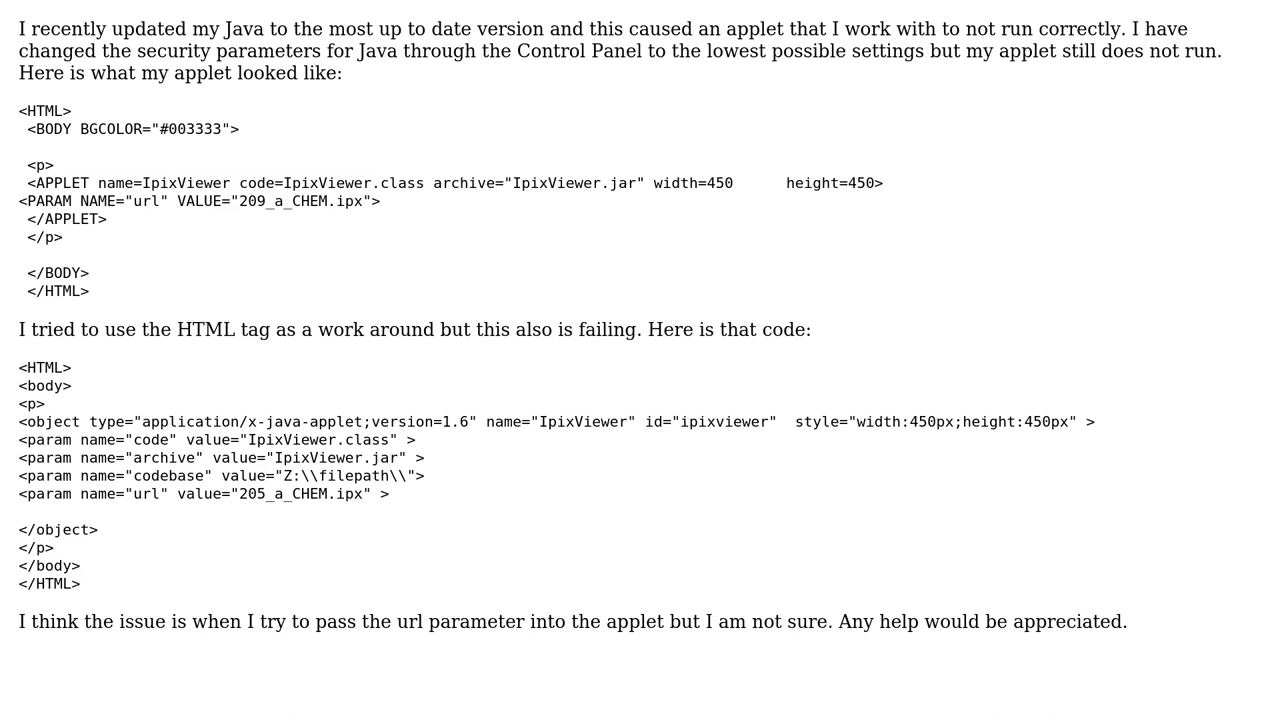 I recently updated my Java to the most up to date version and this caused an applet that I work with to not run correctly. I have
changed the security parameters for Java through the Control Panel to the lowest possible settings but my applet still does not run.
Here is what my applet looked like:
<HTML>
<BODY BGCOLOR="#003333">
<p>
<APPLET name=IpixViewer code=IpixViewer.class archive="IpixViewer.jar" width=450      height=450>
<PARAM NAME="url" VALUE="209_a_CHEM.ipx">
</APPLET>
</p>
</BODY>
</HTML>
I tried to use the HTML tag as a work around but this also is failing. Here is that code:
<HTML>
<body>
<p>
<object type="application/x-java-applet;version=1.6" name="IpixViewer" id="ipixviewer"  style="width:450px;height:450px" >
<param name="code" value="IpixViewer.class" >
<param name="archive" value="IpixViewer.jar" >
<param name="codebase" value="Z:\\filepath\\">
<param name="url" value="205_a_CHEM.ipx" >
</object>
</p>
</body>
</HTML>
I think the issue is when I try to pass the url parameter into the applet but I am not sure. Any help would be appreciated.